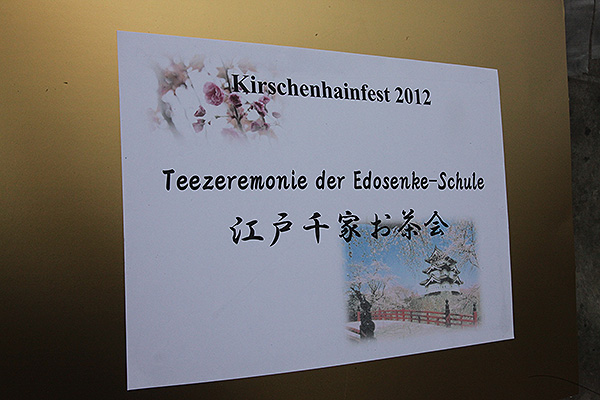 Kirschenhainfest 2012
Teezeremonie der Edosenke-Schule
江戸千家お茶会